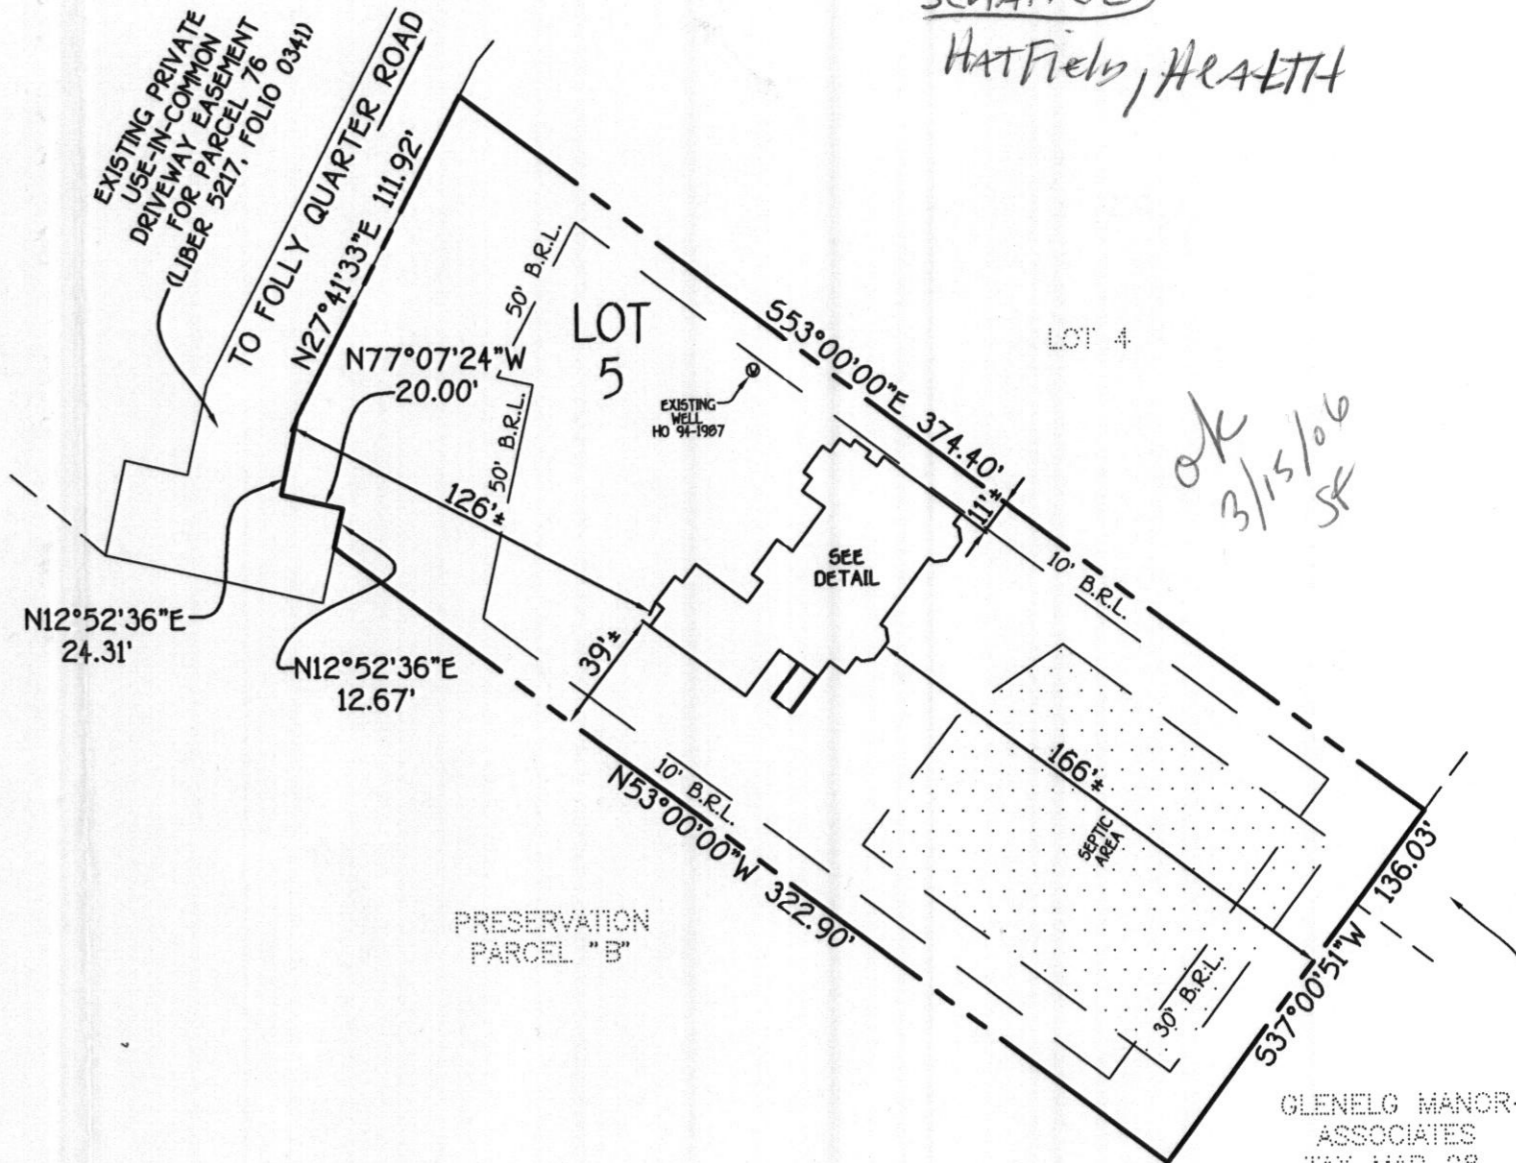 HATField, HEALTH
EXISTING PRIVATE
USE-IN-COMMON
DRIVEWAY EASEMENT
FOR PARCEL 76
(LIBER 5217, FOLIO 0341)
TO FOLLY QUARTER ROAD
N27°41'33"E 111.92'
50' B.R.L.
LOT
5
S53°00'00"E 374.40'
LOT 4
N77°07'24"W
20.00'
50' B.R.L.
EXISTING
WELL
HO 94-1987
ok
3/15/06
126'±
11'±
SEE
DETAIL
10' B.R.L.
N12°52'36"E
24.31'
39'±
N12°52'36"E
12.67'
10' B.R.L.
N53°00'00"W 322.90'
166'±
SEPTIC
AREA
S37°00'51"W 136.03'
PRESERVATION
PARCEL "B"
30' B.R.L.
GLENELG MANOR
ASSOCIATES
TAX MAP 28